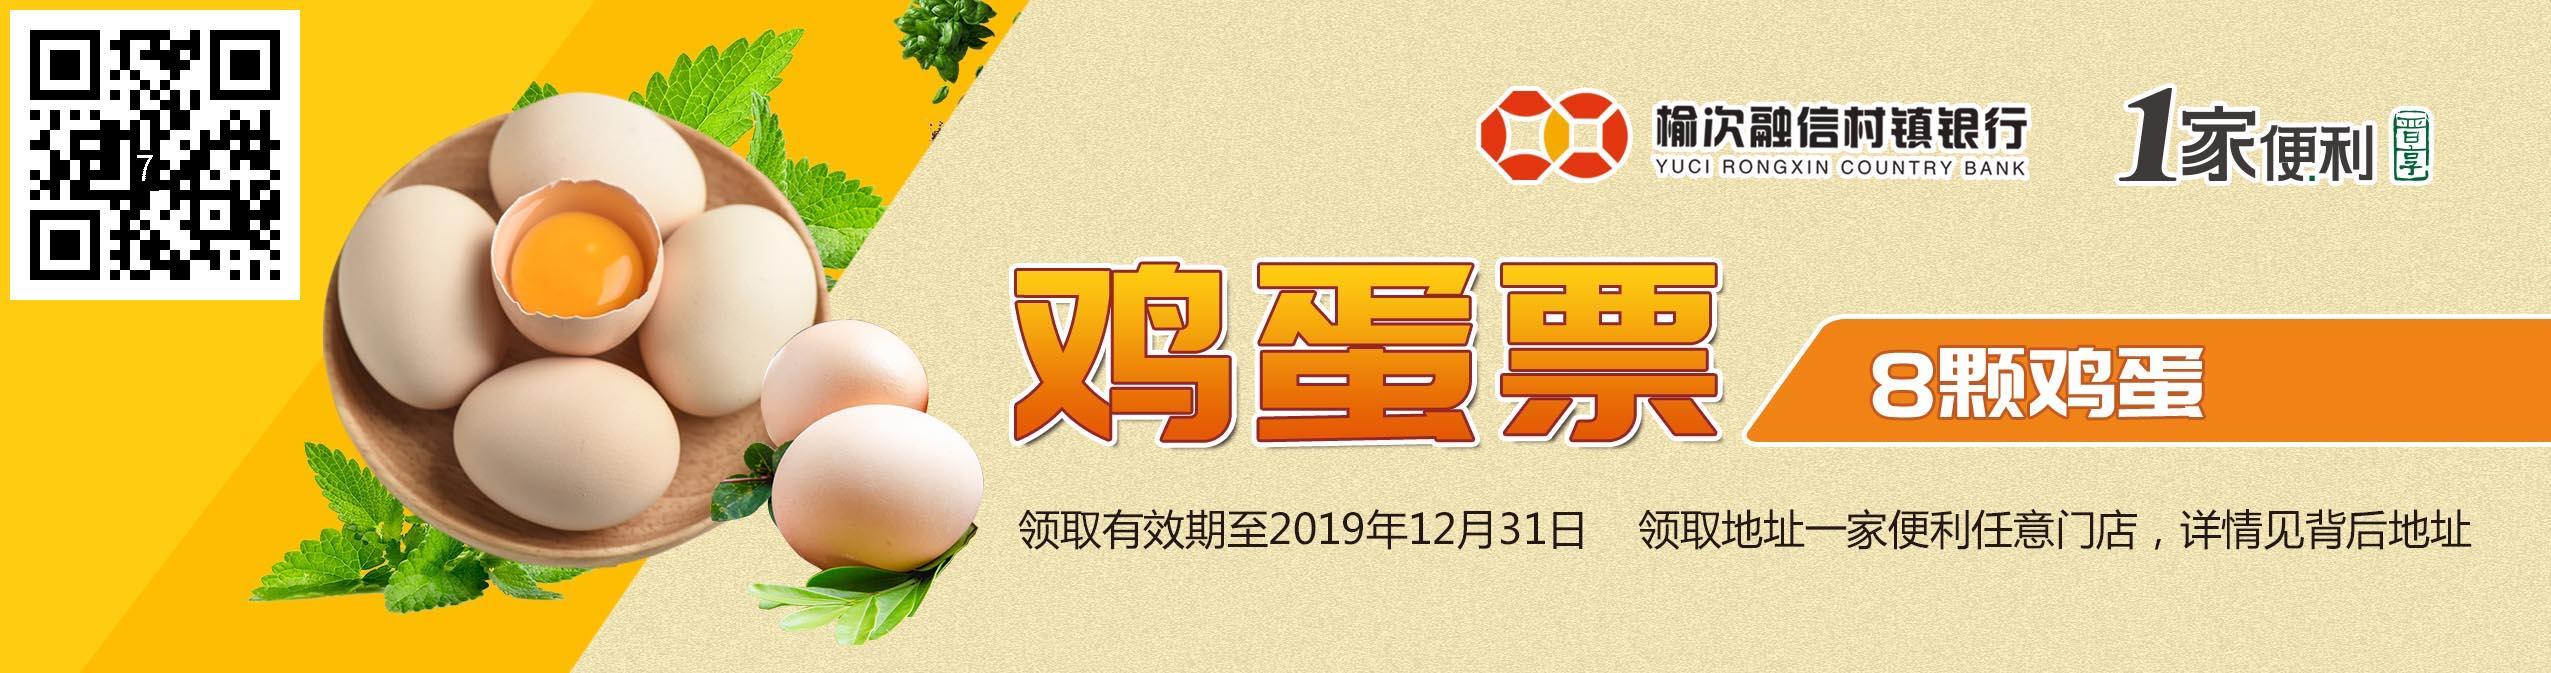 7
榆次融信村镇银行
YUCI RONGXIN COUNTRY BANK
1家便利
晋享
鸡蛋票
8颗鸡蛋
领取有效期至2019年12月31日
领取地址一家便利任意门店，详情见背后地址